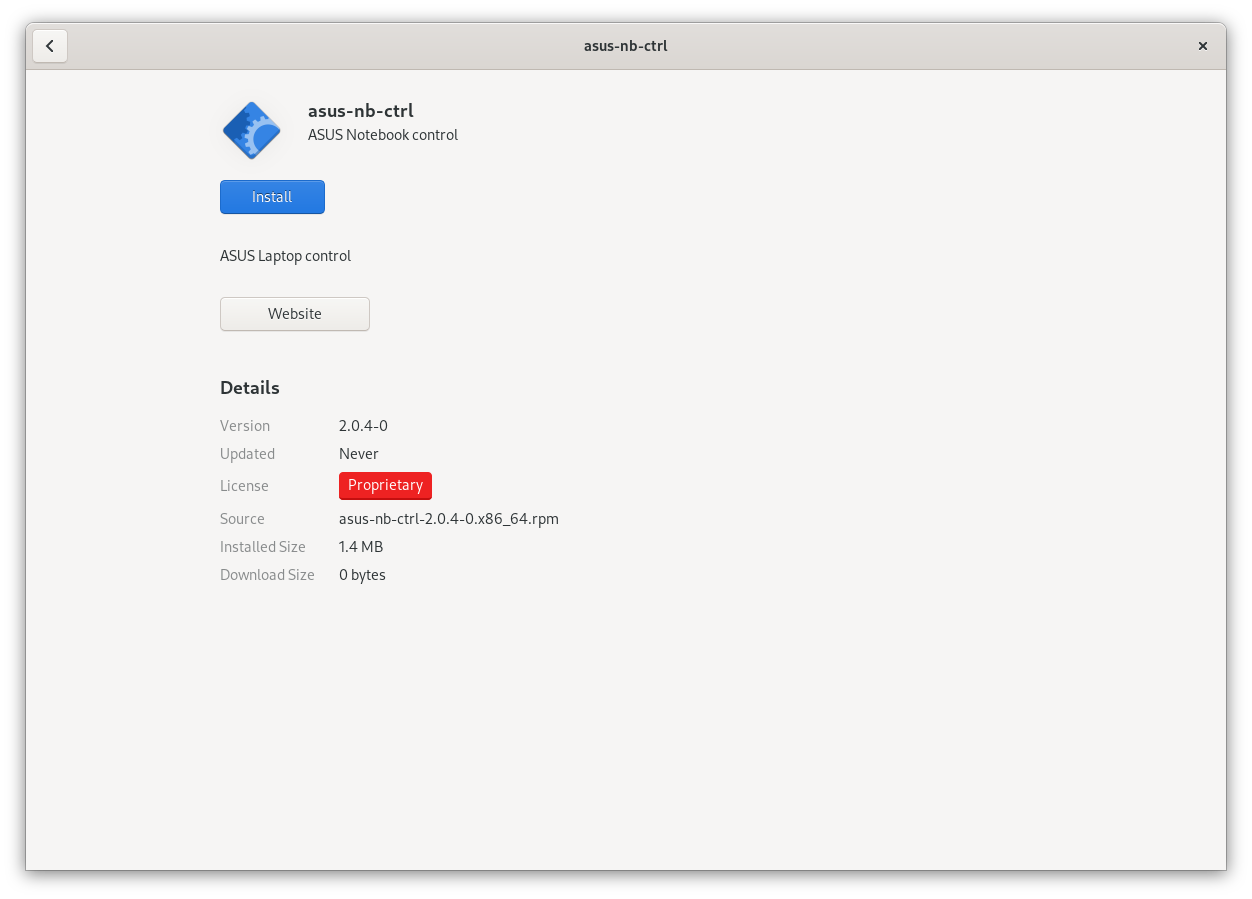 asus-nb-ctrl
asus-nb-ctrl
ASUS Notebook control
Install
ASUS Laptop control
Website
Details
Version 2.0.4-0
Updated Never
License Proprietary
Source asus-nb-ctrl-2.0.4-0.x86_64.rpm
Installed Size 1.4 MB
Download Size 0 bytes